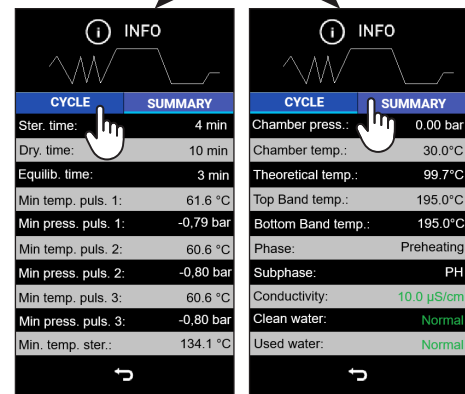 i INFO
CYCLE SUMMARY
Ster. time: 4 min
Dry. time: 10 min
Equilib. time: 3 min
Min temp. puls. 1: 61.6 °C
Min press. puls. 1: -0,79 bar
Min temp. puls. 2: 60.6 °C
Min press. puls. 2: -0,80 bar
Min temp. puls. 3: 60.6 °C
Min press. puls. 3: -0,80 bar
Min. temp. ster.: 134.1 °C
i INFO
CYCLE SUMMARY
Chamber press.: 0.00 bar
Chamber temp.: 30.0°C
Theoretical temp.: 99.7°C
Top Band temp.: 195.0°C
Bottom Band temp.: 195.0°C
Phase: Preheating
Subphase: PH
Conductivity: 10.0 µS/cm
Clean water: Normal
Used water: Normal